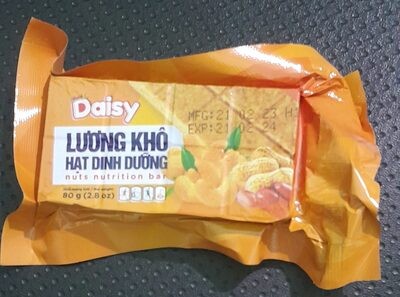 Daisy
MFG:21 02 23 H
EXP:21 02 24
LƯƠNG KHÔ
HẠT DINH DƯỠNG
nuts nutrition bar
80 g (2.8 oz)